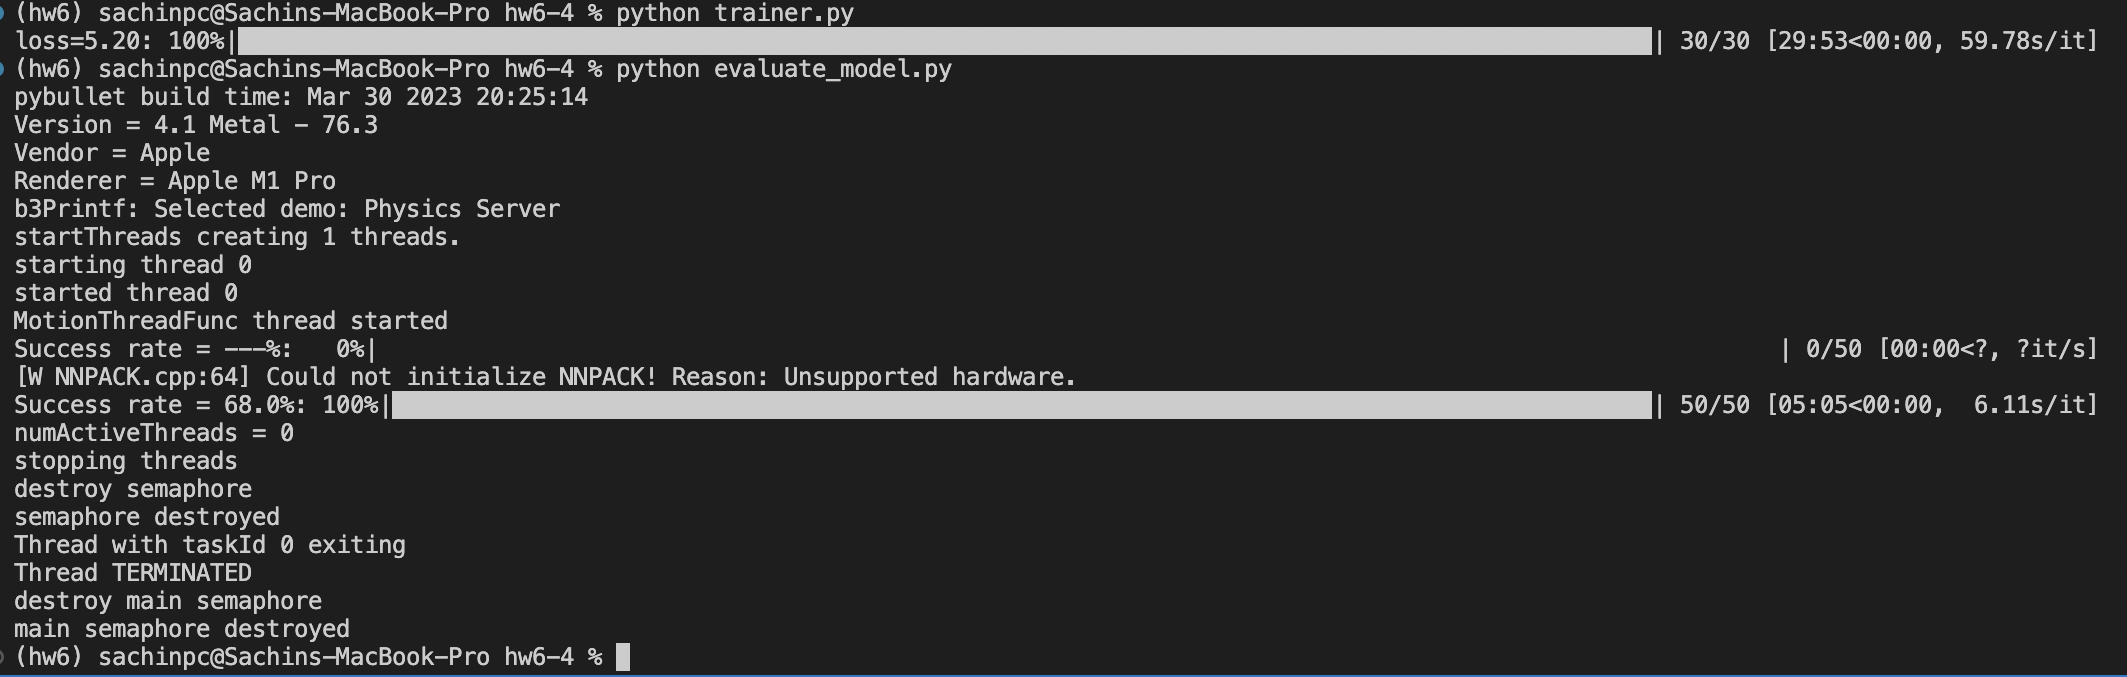 (hw6) sachinpc@Sachins-MacBook-Pro hw6-4 % python trainer.py
loss=5.20: 100%|| 30/30 [29:53<00:00, 59.78s/it]
(hw6) sachinpc@Sachins-MacBook-Pro hw6-4 % python evaluate_model.py
pybullet build time: Mar 30 2023 20:25:14
Version = 4.1 Metal - 76.3
Vendor = Apple
Renderer = Apple M1 Pro
b3Printf: Selected demo: Physics Server
startThreads creating 1 threads.
starting thread 0
started thread 0
MotionThreadFunc thread started
Success rate = ---%:   0%| | 0/50 [00:00<?, ?it/s]
[W NNPACK.cpp:64] Could not initialize NNPACK! Reason: Unsupported hardware.
Success rate = 68.0%: 100%|| 50/50 [05:05<00:00,  6.11s/it]
numActiveThreads = 0
stopping threads
destroy semaphore
semaphore destroyed
Thread with taskId 0 exiting
Thread TERMINATED
destroy main semaphore
main semaphore destroyed
(hw6) sachinpc@Sachins-MacBook-Pro hw6-4 %